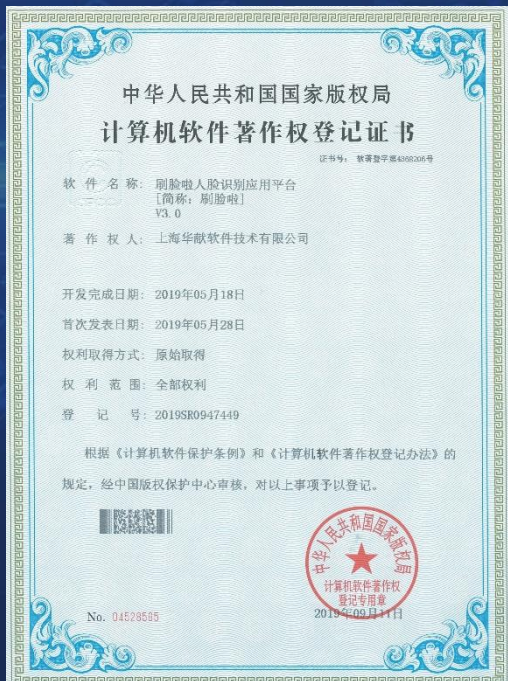 中华人民共和国国家版权局
计算机软件著作权登记证书
证书号： 软著登字第4368206号
软件名称： 刷脸啦人脸识别应用平台
[简称：刷脸啦]
V3.0
著作权人： 上海华献软件技术有限公司
开发完成日期： 2019年05月18日
首次发表日期： 2019年05月28日
权利取得方式： 原始取得
权利范围： 全部权利
登记号： 2019SR0947449
根据《计算机软件保护条例》和《计算机软件著作权登记办法》的
规定，经中国版权保护中心审核，对以上事项予以登记。
中华人民共和国国家版权局
计算机软件著作权
登记专用章
No. 04528595
2019年09月11日